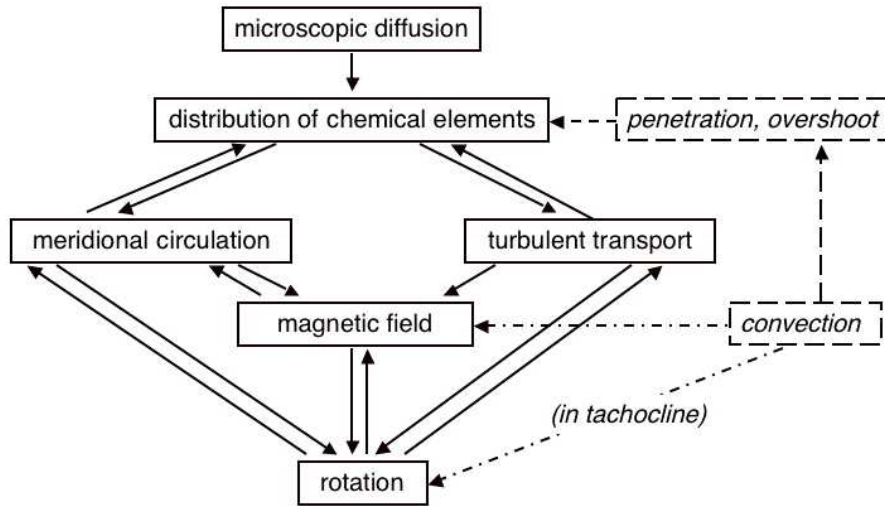 microscopic diffusion
distribution of chemical elements
penetration, overshoot
meridional circulation
turbulent transport
magnetic field
convection
(in tachocline)
rotation